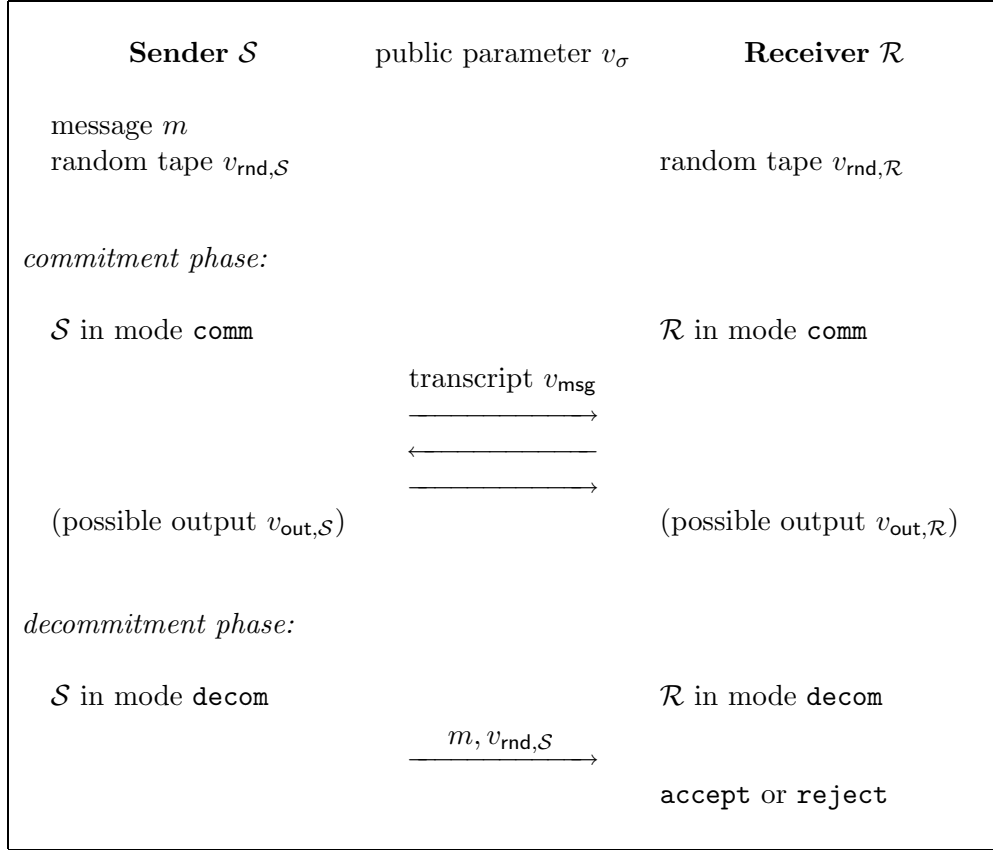 Sender 𝒮 public parameter v_σ Receiver ℛ
message m
random tape v_rnd,𝒮 random tape v_rnd,ℛ
commitment phase:
𝒮 in mode comm ℛ in mode comm
transcript v_msg
(possible output v_out,𝒮) (possible output v_out,ℛ)
decommitment phase:
𝒮 in mode decom ℛ in mode decom
m, v_rnd,𝒮
accept or reject